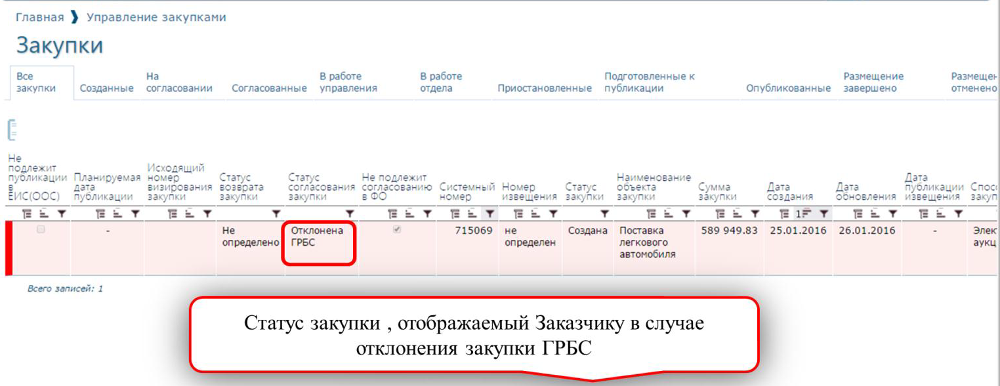 Главная ❯ Управление закупками
Закупки
Все закупки
Созданные
На согласовании
Согласованные
В работе управления
В работе отдела
Приостановленные
Подготовленные к публикации
Опубликованные
Размещение завершено
Размещен отменено
Не подлежит публикации в ЕИС(ООС)
Планируемая дата публикации
Исходящий номер визирования закупки
Статус возврата закупки
Статус согласования закупки
Не подлежит согласованию в ФО
Системный номер
Номер извещения
Статус закупки
Наименование объекта закупки
Сумма закупки
Дата создания
Дата обновления
Дата публикации извещения
Спосо закуп
1
-
Не определено
Отклонена ГРБС
715069
не определен
Создана
Поставка легкового автомобиля
589 949.83
25.01.2016
26.01.2016
-
Элек аукц
Всего записей: 1
Статус закупки , отображаемый Заказчику в случае
отклонения закупки ГРБС